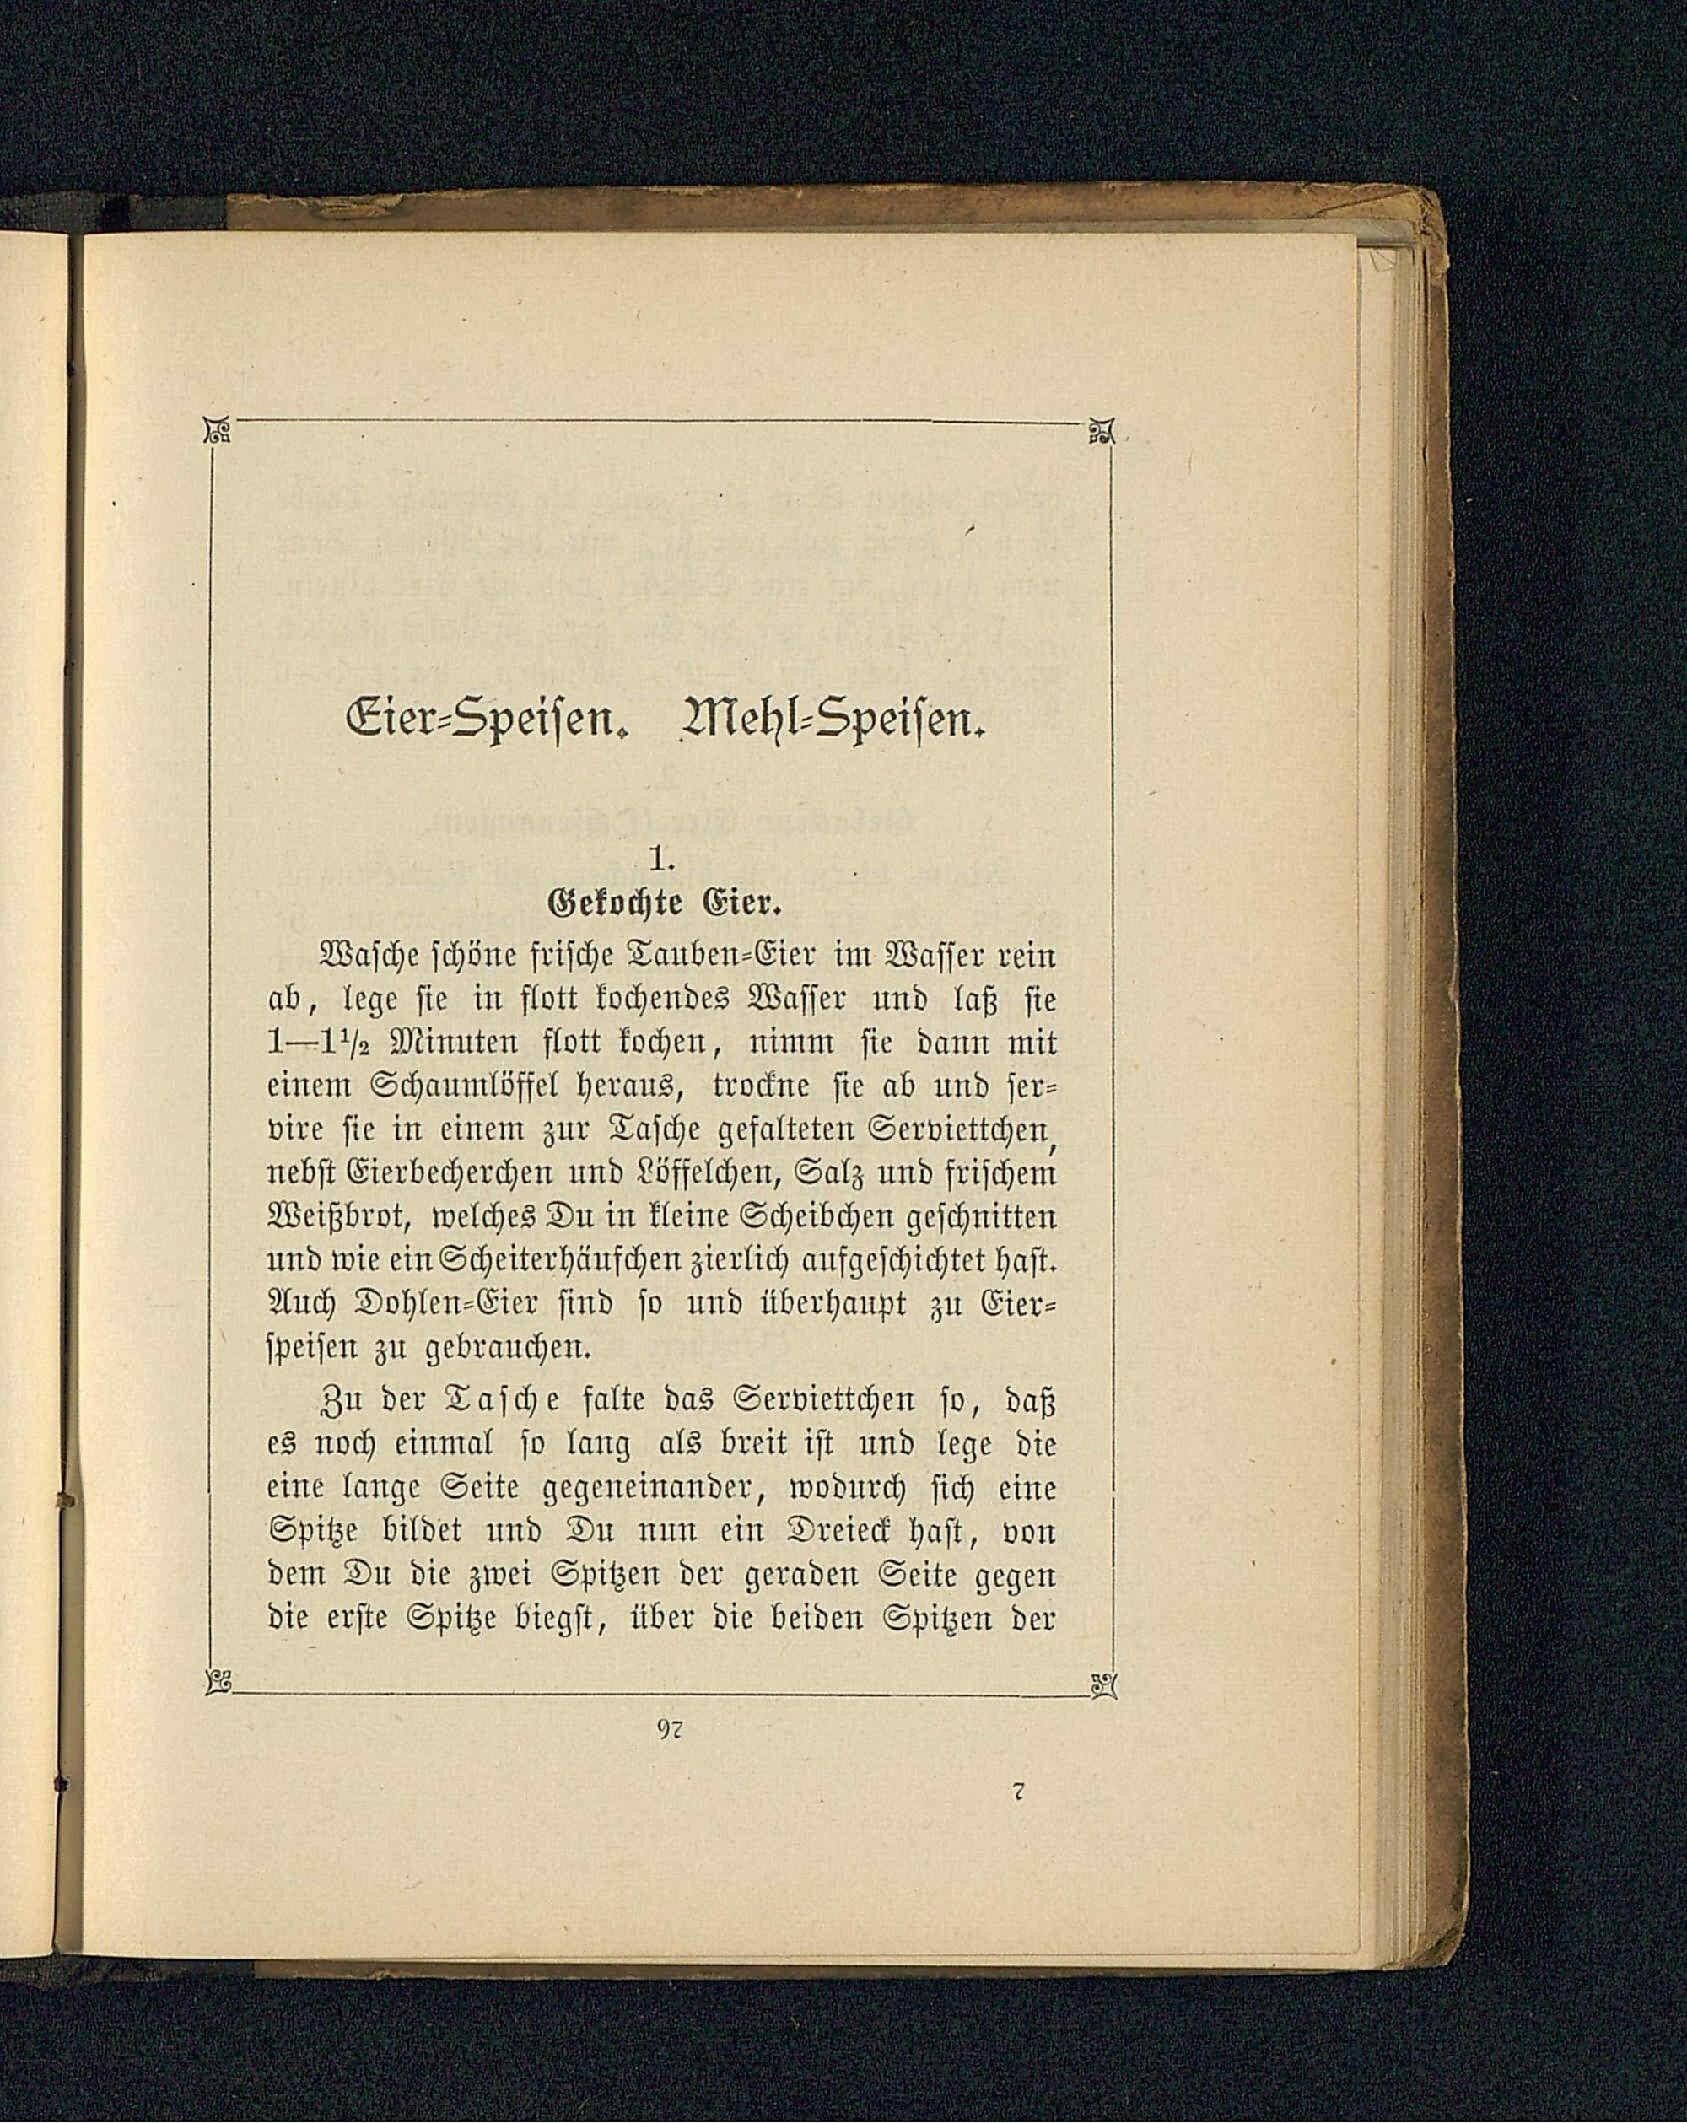 Eier-Speisen. Mehl-Speisen.
1.
Gekochte Eier.
Wasche schöne frische Tauben-Eier im Wasser rein
ab, lege sie in flott kochendes Wasser und laß sie
1—1½ Minuten flott kochen, nimm sie dann mit
einem Schaumlöffel heraus, trockne sie ab und ser-
vire sie in einem zur Tasche gefalteten Serviettchen,
nebst Eierbecherchen und Löffelchen, Salz und frischem
Weißbrot, welches Du in kleine Scheibchen geschnitten
und wie ein Scheiterhäufchen zierlich aufgeschichtet hast.
Auch Dohlen-Eier sind so und überhaupt zu Eier-
speisen zu gebrauchen.
Zu der Tasche falte das Serviettchen so, daß
es noch einmal so lang als breit ist und lege die
eine lange Seite gegeneinander, wodurch sich eine
Spitze bildet und Du nun ein Dreieck hast, von
dem Du die zwei Spitzen der geraden Seite gegen
die erste Spitze biegst, über die beiden Spitzen der
97
7